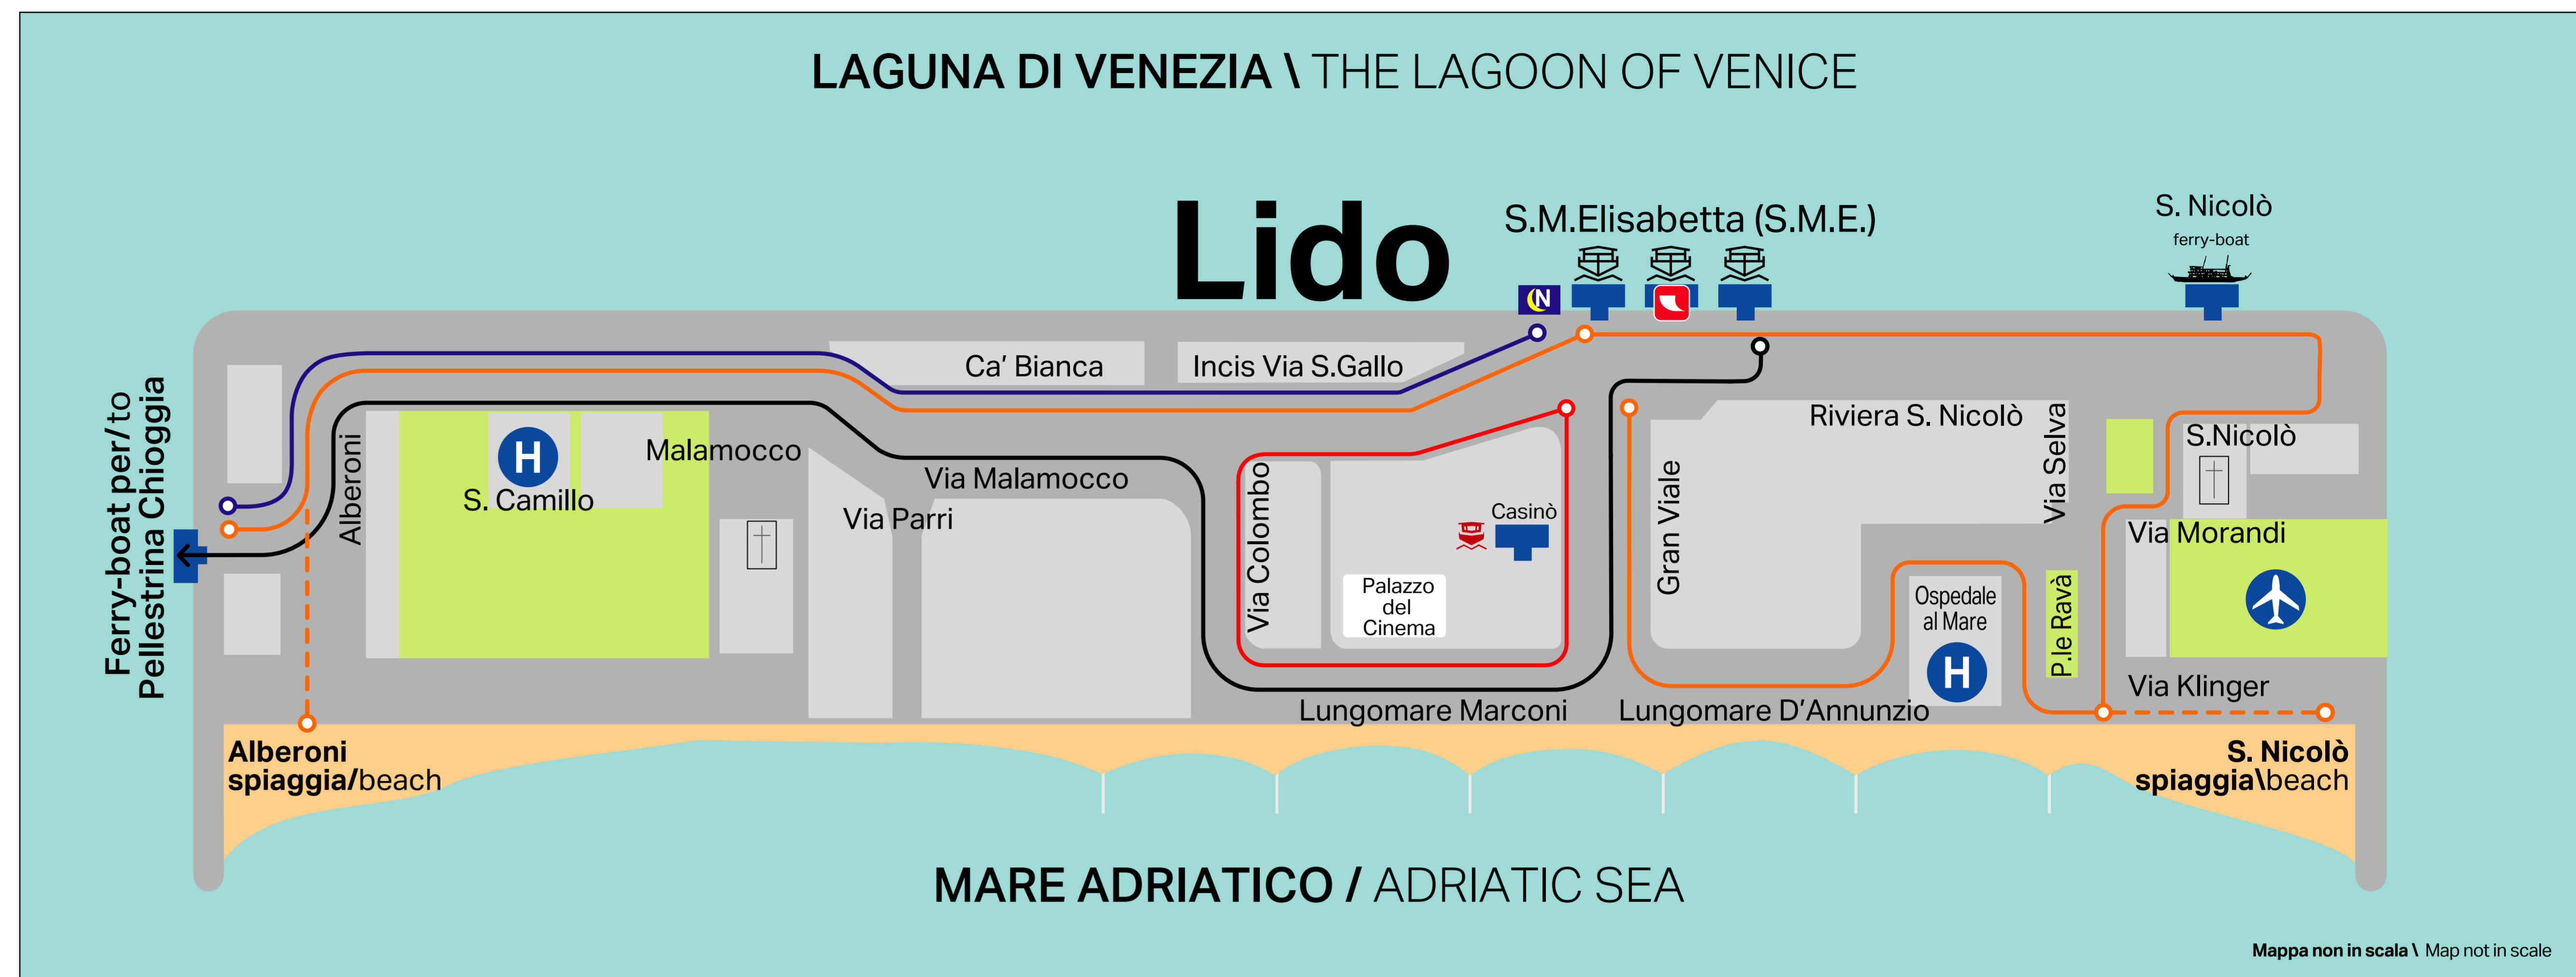 LAGUNA DI VENEZIA \ THE LAGOON OF VENICE
Lido
S.M.Elisabetta (S.M.E.)
S. Nicolò
ferry-boat
N
Ca' Bianca
Incis Via S.Gallo
Ferry-boat per/to
Pellestrina Chioggia
Alberoni
H
S. Camillo
Malamocco
Via Malamocco
Via Parri
Via Colombo
Casinò
Palazzo
del
Cinema
Gran Viale
Riviera S. Nicolò
Via Selva
S.Nicolò
Via Morandi
Ospedale
al Mare
H
P.le Ravà
Via Klinger
Lungomare Marconi
Lungomare D'Annunzio
Alberoni
spiaggia/beach
S. Nicolò
spiaggia\beach
MARE ADRIATICO / ADRIATIC SEA
Mappa non in scala \ Map not in scale